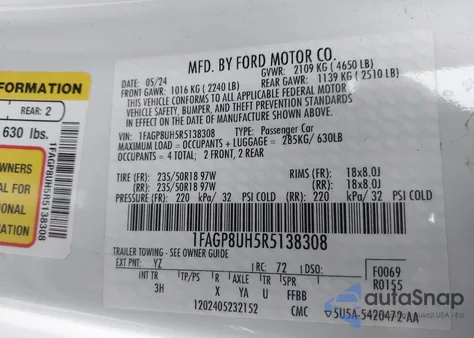 FORMATION
REAR: 2
630 lbs.
OWNERS
IAL FOR
IONAL
MATION
1FAGP8UH5R5138308
MFD. BY FORD MOTOR CO.
DATE: 05/24 GVWR: 2109 KG ( 4650 LB)
FRONT GAWR: 1016 KG ( 2240 LB) REAR GAWR: 1139 KG ( 2510 LB)
THIS VEHICLE CONFORMS TO ALL APPLICABLE FEDERAL MOTOR
VEHICLE SAFETY, BUMPER, AND THEFT PREVENTION STANDARDS
IN EFFECT ON THE DATE OF MANUFACTURE SHOWN ABOVE.
VIN: 1FAGP8UH5R5138308 TYPE: Passenger Car
MAXIMUM LOAD = OCCUPANTS + LUGGAGE = 285KG/ 630LB
OCCUPANTS = 4 TOTAL; 2 FRONT, 2 REAR
TIRE (FR): 235/50R18 97W RIMS (FR): 18x8.0J
(RR): 235/50R18 97W (RR): 18x8.0J
PRESSURE (FR): 220 kPa/ 32 PSI COLD (RR): 220 kPa/ 32 PSI COLD
1FAGP8UH5R5138308
TRAILER TOWING - SEE OWNER GUIDE
EXT PNT: YZ RC: 72 DSO: F0069
INT TR TP/PS R AXLE TR SPR R0155
3H X YA U FFBB
1202405232152 CMC 5U5A-5420472-AA
autoSnap